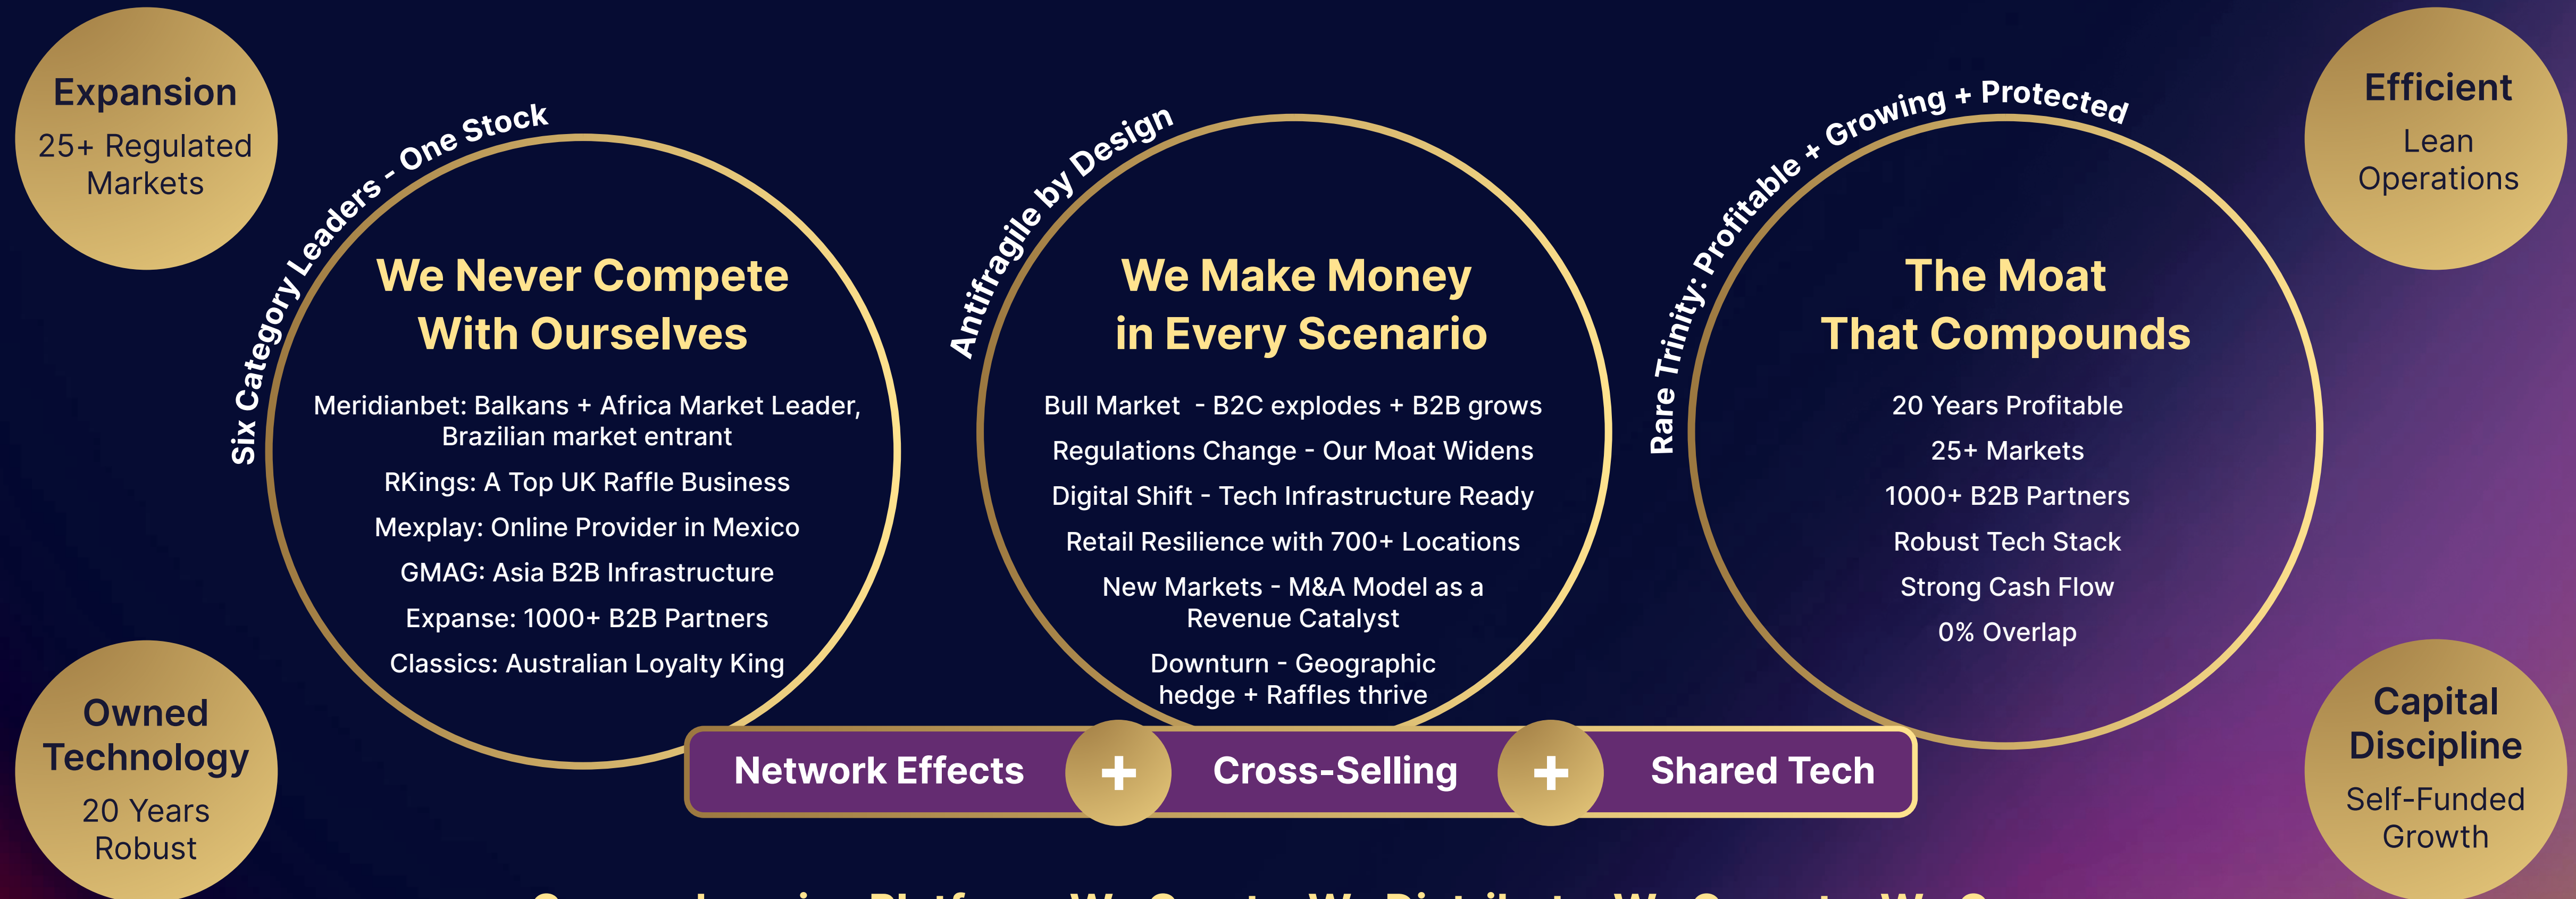 Expansion
25+ Regulated
Markets
Six Category Leaders - One Stock
We Never Compete
With Ourselves
Meridianbet: Balkans + Africa Market Leader,
Brazilian market entrant
RKings: A Top UK Raffle Business
Mexplay: Online Provider in Mexico
GMAG: Asia B2B Infrastructure
Expanse: 1000+ B2B Partners
Classics: Australian Loyalty King
Antifragile by Design
We Make Money
in Every Scenario
Bull Market - B2C explodes + B2B grows
Regulations Change - Our Moat Widens
Digital Shift - Tech Infrastructure Ready
Retail Resilience with 700+ Locations
New Markets - M&A Model as a
Revenue Catalyst
Downturn - Geographic
hedge + Raffles thrive
Rare Trinity: Profitable + Growing + Protected
The Moat
That Compounds
20 Years Profitable
25+ Markets
1000+ B2B Partners
Robust Tech Stack
Strong Cash Flow
0% Overlap
Efficient
Lean
Operations
Owned
Technology
20 Years
Robust
Network Effects + Cross-Selling + Shared Tech
Capital
Discipline
Self-Funded
Growth